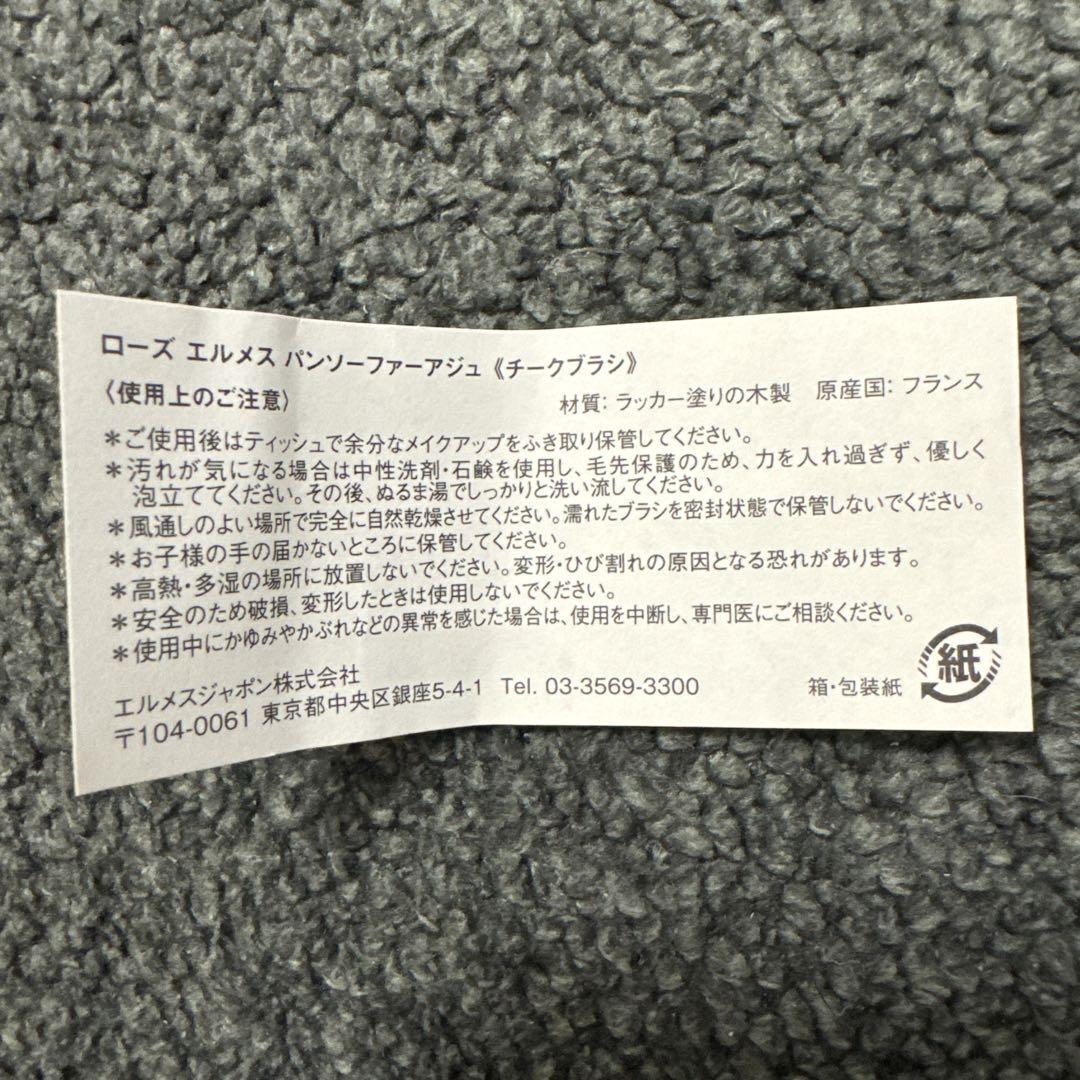 ローズ エルメス パンソーファーアジュ《チークブラシ》
〈使用上のご注意〉
材質：ラッカー塗りの木製　原産国：フランス
＊ご使用後はティッシュで余分なメイクアップをふき取り保管してください。
＊汚れが気になる場合は中性洗剤・石鹸を使用し、毛先保護のため、力を入れ過ぎず、優しく
泡立ててください。その後、ぬるま湯でしっかりと洗い流してください。
＊風通しのよい場所で完全に自然乾燥させてください。濡れたブラシを密封状態で保管しないでください。
＊お子様の手の届かないところに保管してください。
＊高熱・多湿の場所に放置しないでください。変形・ひび割れの原因となる恐れがあります。
＊安全のため破損、変形したときは使用しないでください。
＊使用中にかゆみやかぶれなどの異常を感じた場合は、使用を中断し、専門医にご相談ください。
エルメスジャポン株式会社
〒104-0061 東京都中央区銀座5-4-1　Tel. 03-3569-3300
箱・包装紙
紙